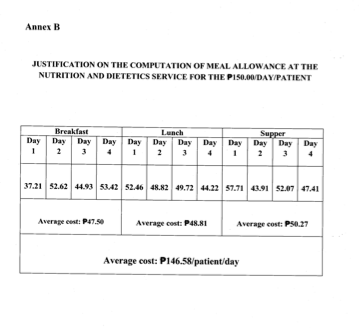 Annex B
JUSTIFICATION ON THE COMPUTATION OF MEAL ALLOWANCE AT THE
NUTRITION AND DIETETICS SERVICE FOR THE ₱150.00/DAY/PATIENT
Breakfast Lunch Supper
Day 1 Day 2 Day 3 Day 4 Day 1 Day 2 Day 3 Day 4 Day 1 Day 2 Day 3 Day 4
37.21 52.62 44.93 53.42 52.46 48.82 49.72 44.22 57.71 43.91 52.07 47.41
Average cost: ₱47.50 Average cost: ₱48.81 Average cost: ₱50.27
Average cost: ₱146.58/patient/day